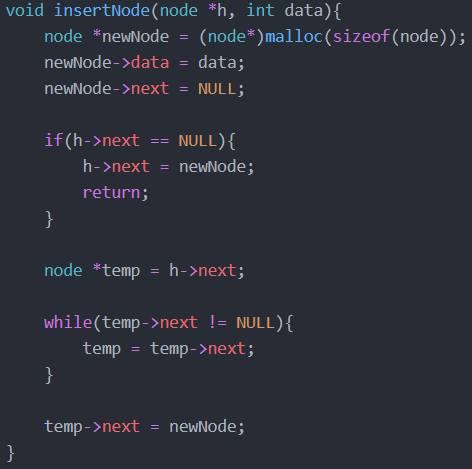 void insertNode(node *h, int data){
    node *newNode = (node*)malloc(sizeof(node));
    newNode->data = data;
    newNode->next = NULL;

    if(h->next == NULL){
        h->next = newNode;
        return;
    }

    node *temp = h->next;

    while(temp->next != NULL){
        temp = temp->next;
    }

    temp->next = newNode;
}